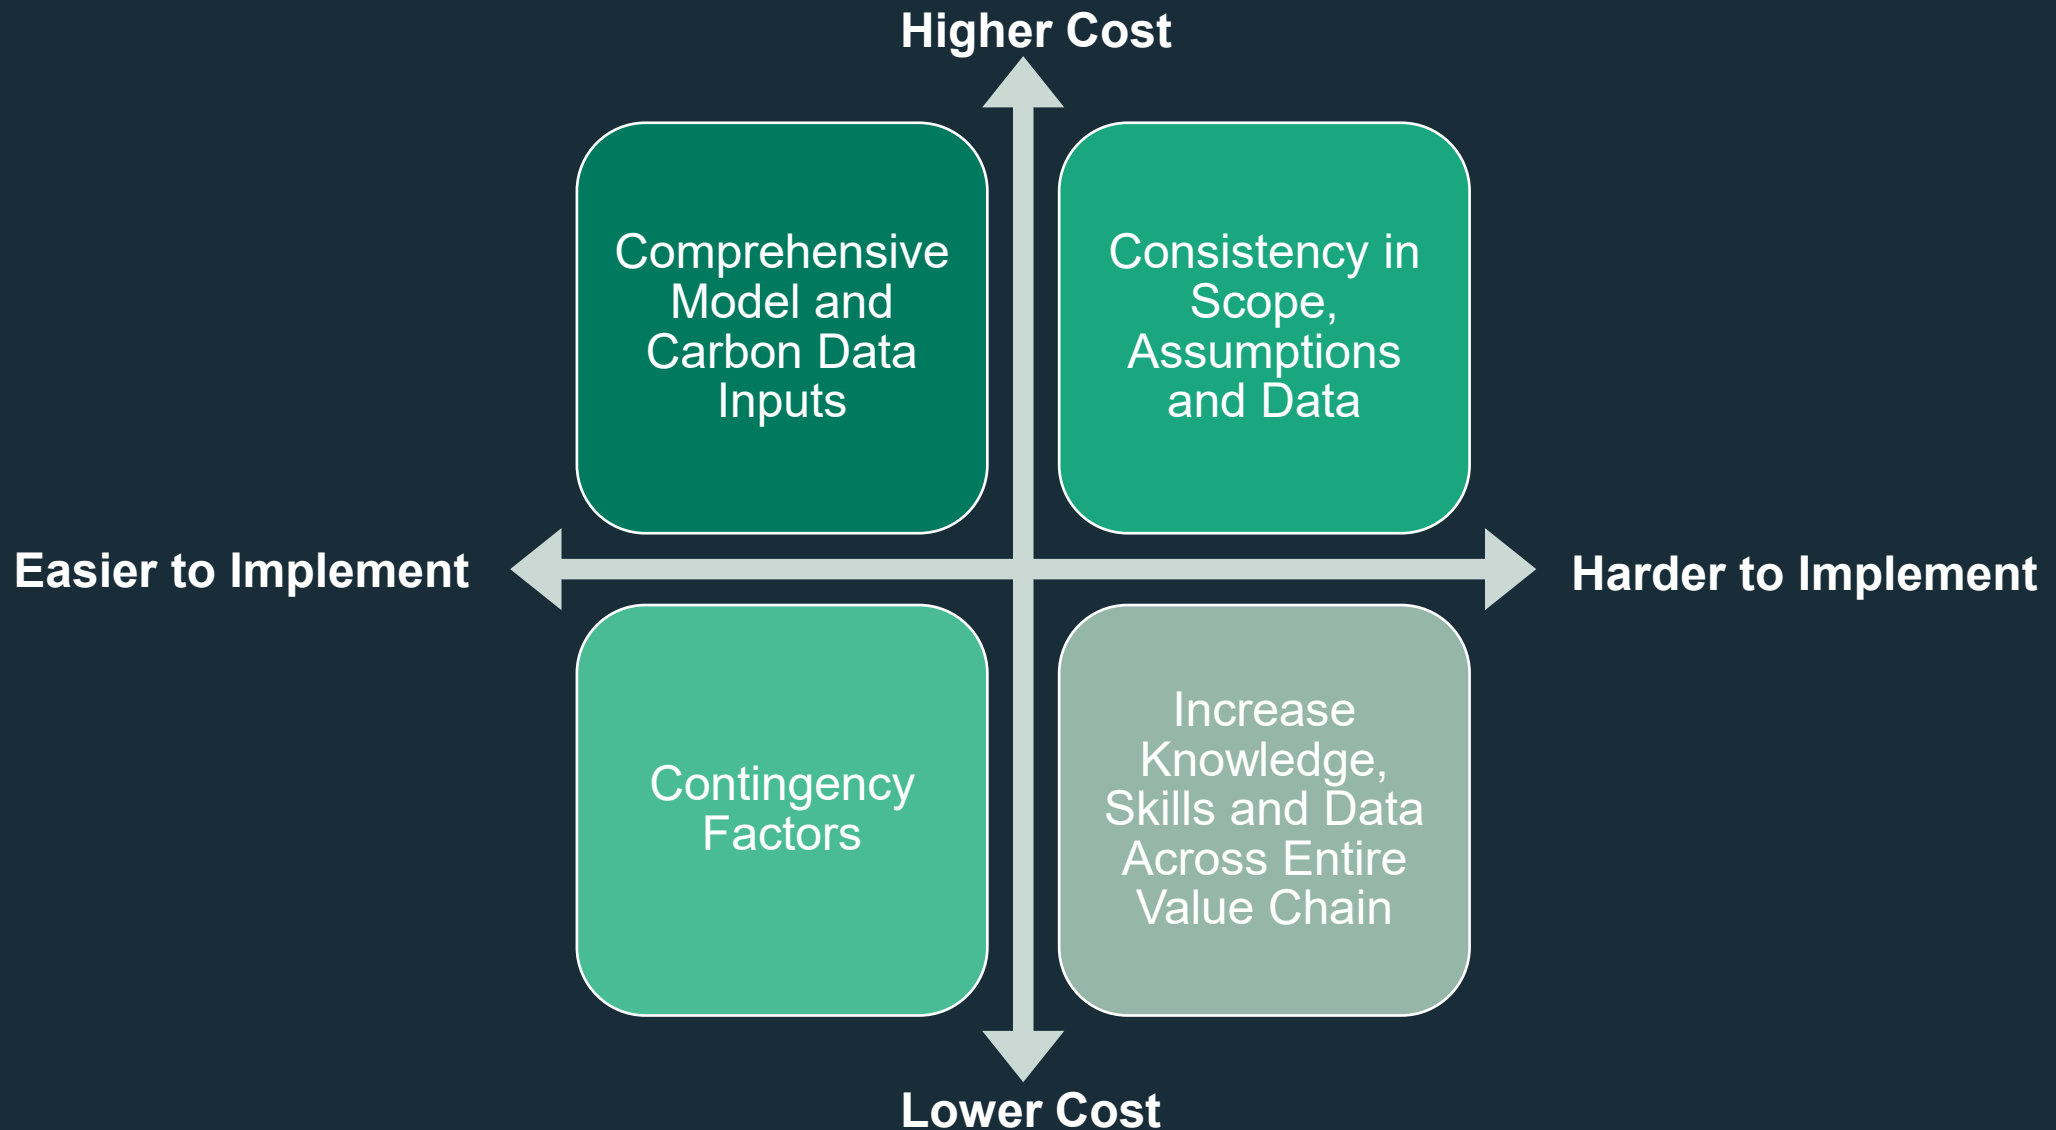 Higher Cost
Comprehensive
Model and
Carbon Data
Inputs
Consistency in
Scope,
Assumptions
and Data
Easier to Implement
Harder to Implement
Contingency
Factors
Increase
Knowledge,
Skills and Data
Across Entire
Value Chain
Lower Cost